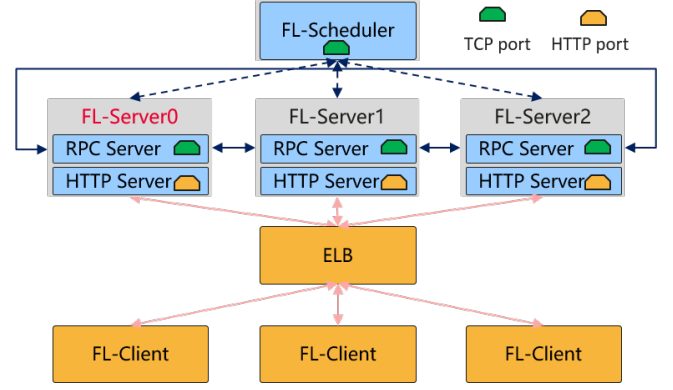 FL-Scheduler
TCP port
HTTP port
FL-Server0
RPC Server
HTTP Server
FL-Server1
RPC Server
HTTP Server
FL-Server2
RPC Server
HTTP Server
ELB
FL-Client
FL-Client
FL-Client